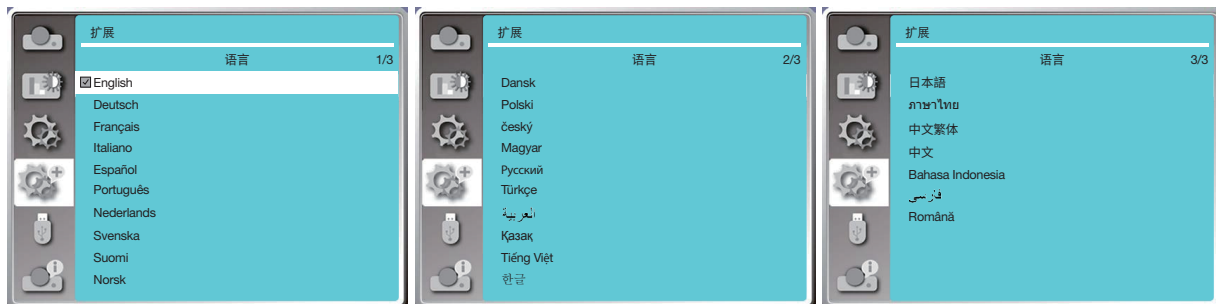 扩展
语言 1/3
English
Deutsch
Français
Italiano
Español
Português
Nederlands
Svenska
Suomi
Norsk
扩展
语言 2/3
Dansk
Polski
český
Magyar
Русский
Türkçe
العربية
Қазақ
Tiếng Việt
한글
扩展
语言 3/3
日本語
ภาษาไทย
中文繁体
中文
Bahasa Indonesia
فارسی
Română